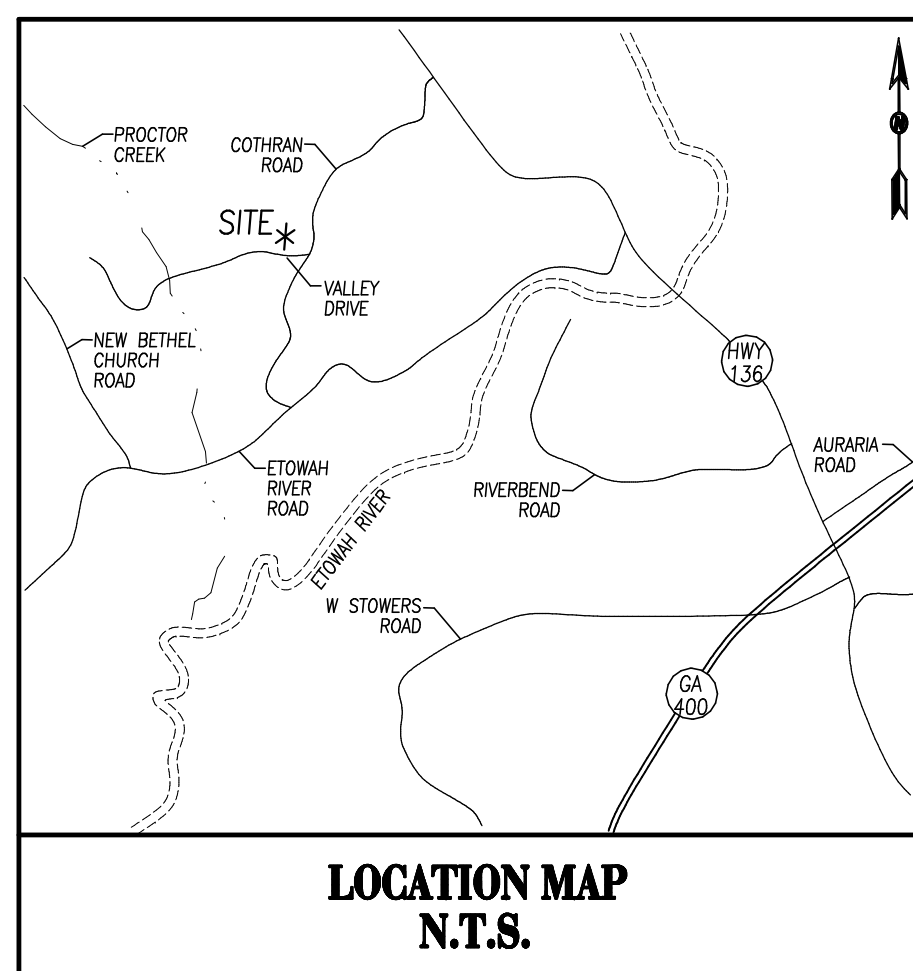 PROCTOR
CREEK
COTHRAN
ROAD
SITE
VALLEY
DRIVE
NEW BETHEL
CHURCH
ROAD
HWY
136
AURARIA
ROAD
ETOWAH
RIVER
ROAD
RIVERBEND
ROAD
ETOWAH RIVER
W STOWERS
ROAD
GA
400
N
LOCATION MAP
N.T.S.